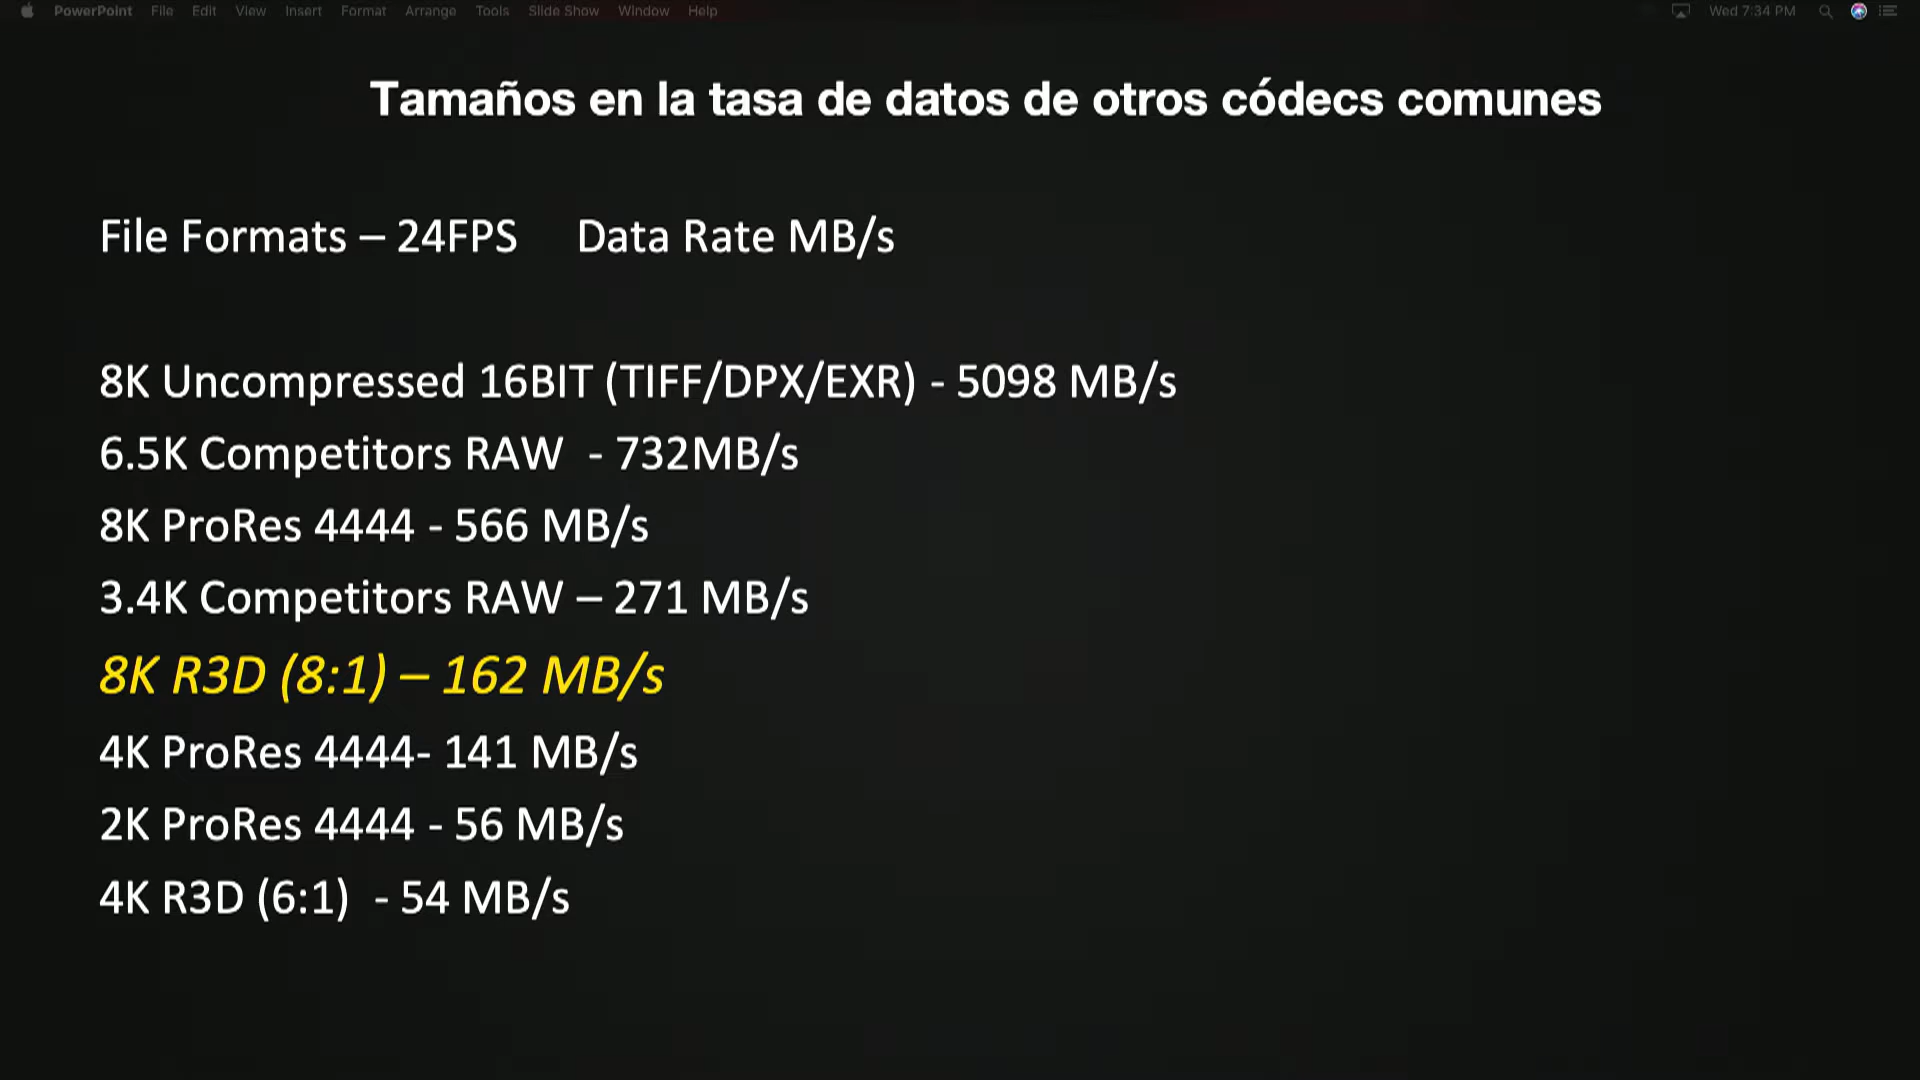 PowerPoint File Edit View Insert Format Arrange Tools Slide Show Window Help Wed 7:34 PM
Tamaños en la tasa de datos de otros códecs comunes
File Formats – 24FPS Data Rate MB/s
8K Uncompressed 16BIT (TIFF/DPX/EXR) - 5098 MB/s
6.5K Competitors RAW - 732MB/s
8K ProRes 4444 - 566 MB/s
3.4K Competitors RAW – 271 MB/s
8K R3D (8:1) – 162 MB/s
4K ProRes 4444- 141 MB/s
2K ProRes 4444 - 56 MB/s
4K R3D (6:1) - 54 MB/s